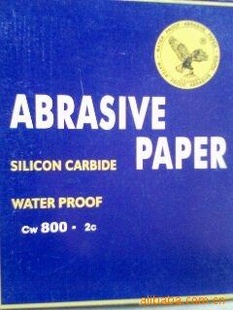 ABRASIVE
PAPER
SILICON CARBIDE
WATER PROOF
Cw 800 - 2c
alibaba.com.cn